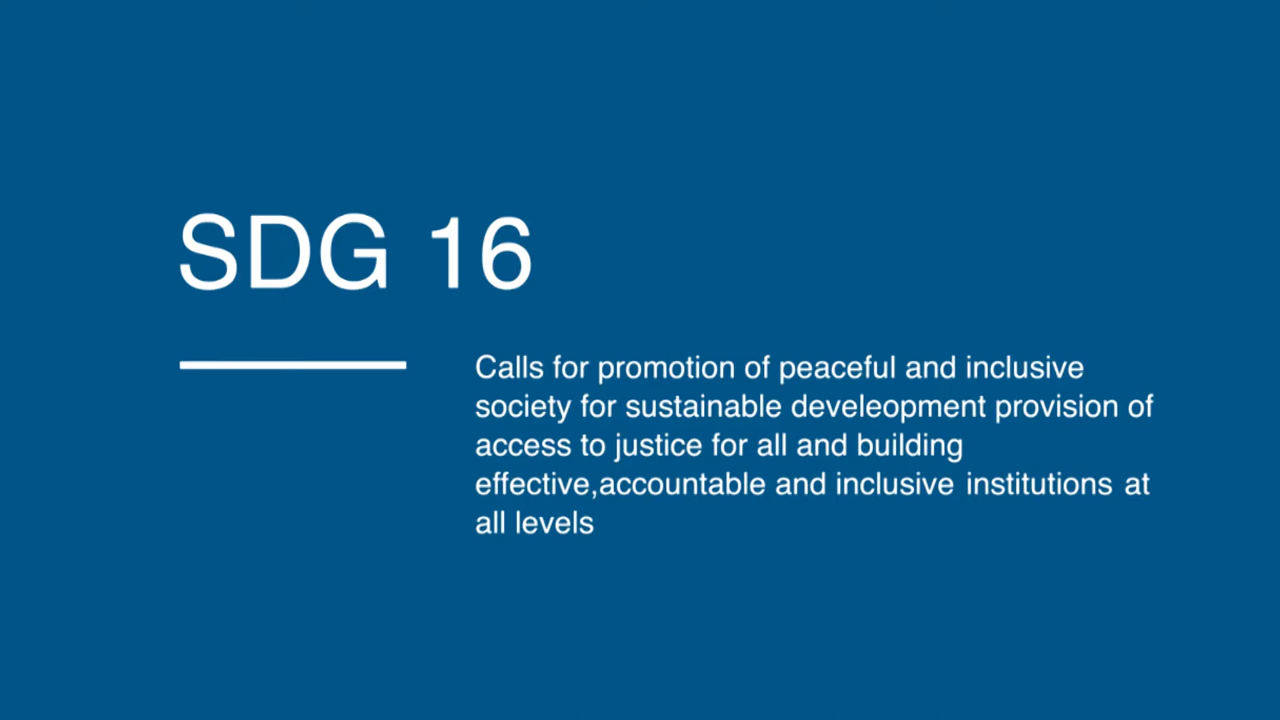 SDG 16
Calls for promotion of peaceful and inclusive
society for sustainable develeopment provision of
access to justice for all and building
effective,accountable and inclusive institutions at
all levels